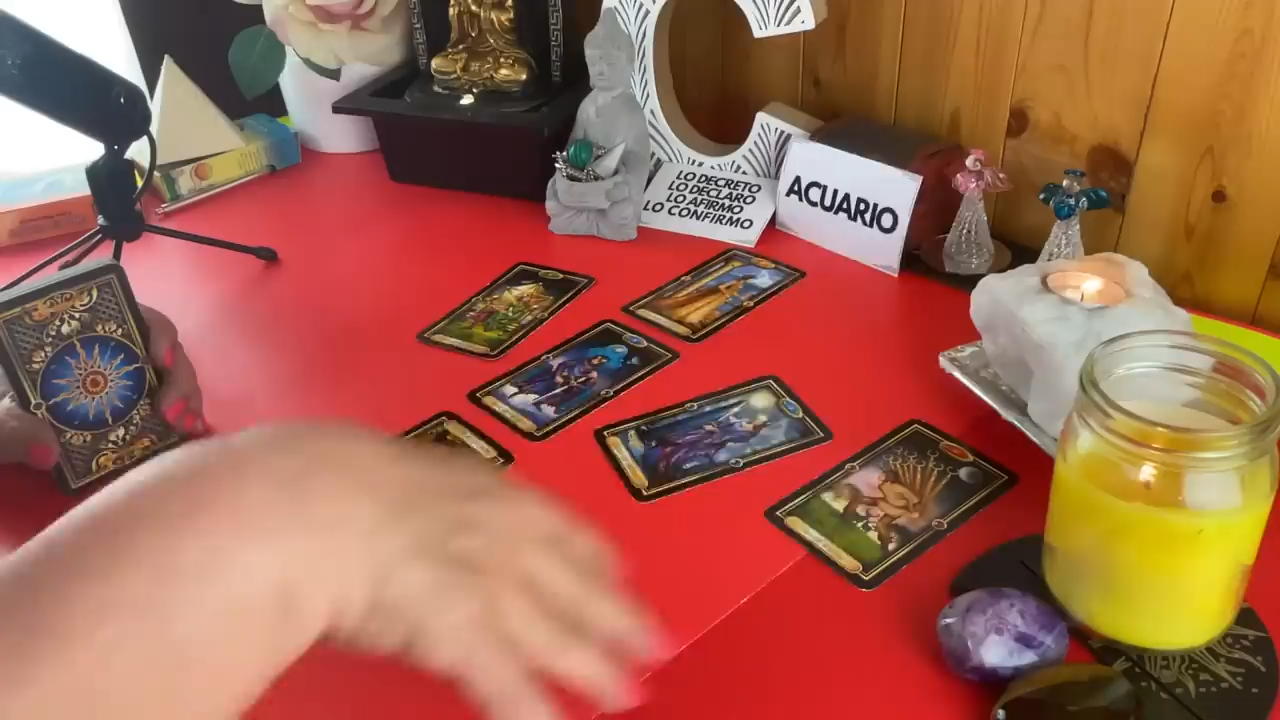 LO DECRETO
LO DECLARO
LO AFIRMO
LO CONFIRMO
ACUARIO
C